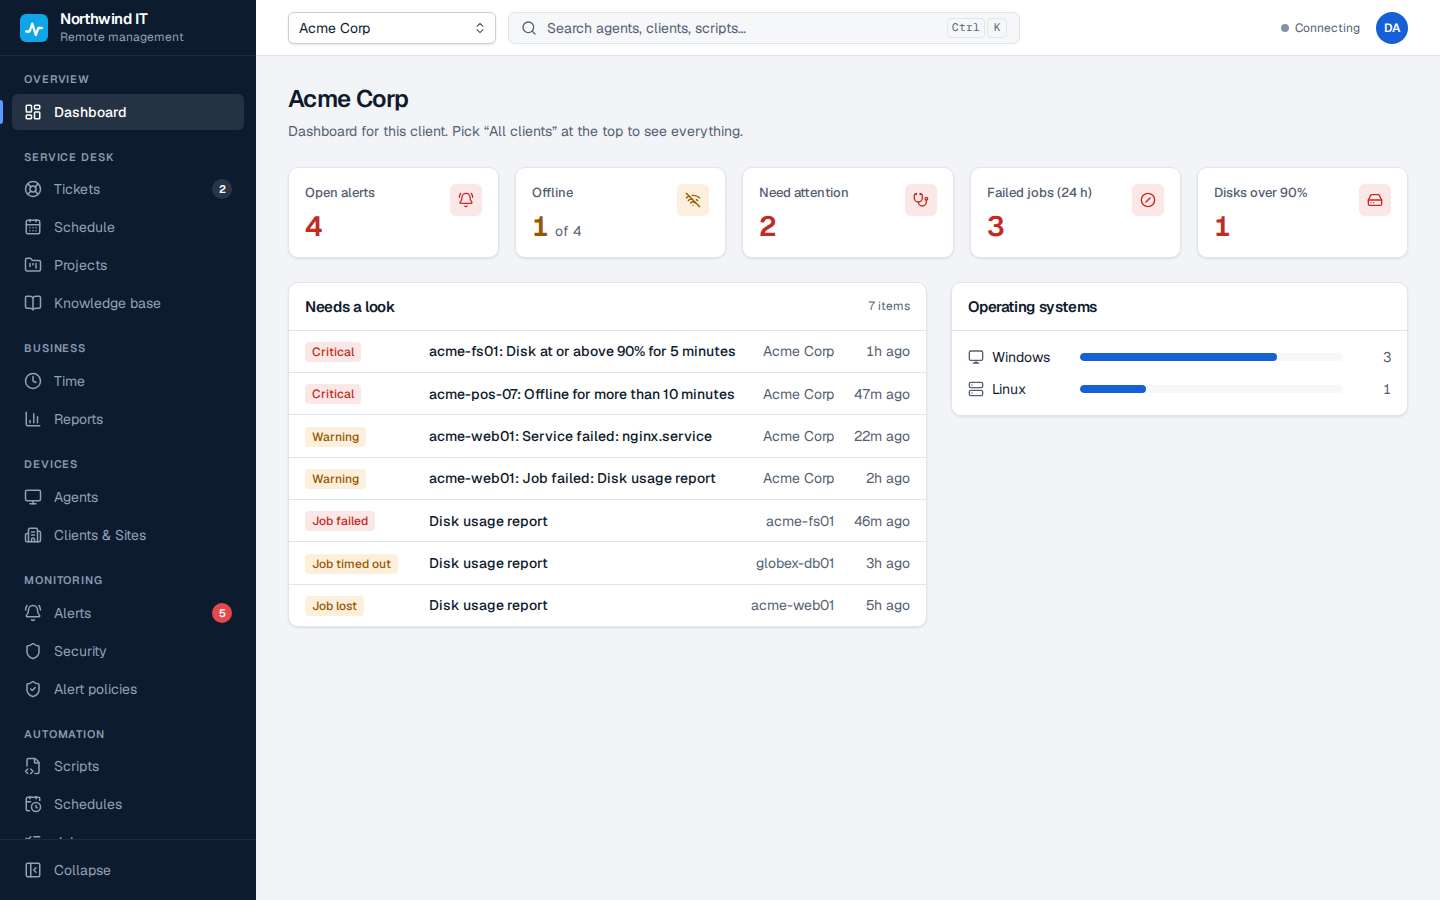 Northwind IT
Remote management
OVERVIEW
Dashboard
SERVICE DESK
Tickets 2
Schedule
Projects
Knowledge base
BUSINESS
Time
Reports
DEVICES
Agents
Clients & Sites
MONITORING
Alerts 5
Security
Alert policies
AUTOMATION
Scripts
Schedules
Collapse
Acme Corp
Search agents, clients, scripts… Ctrl K
Connecting
DA
Acme Corp
Dashboard for this client. Pick “All clients” at the top to see everything.
Open alerts
4
Offline
1 of 4
Need attention
2
Failed jobs (24 h)
3
Disks over 90%
1
Needs a look 7 items
Critical acme-fs01: Disk at or above 90% for 5 minutes Acme Corp 1h ago
Critical acme-pos-07: Offline for more than 10 minutes Acme Corp 47m ago
Warning acme-web01: Service failed: nginx.service Acme Corp 22m ago
Warning acme-web01: Job failed: Disk usage report Acme Corp 2h ago
Job failed Disk usage report acme-fs01 46m ago
Job timed out Disk usage report globex-db01 3h ago
Job lost Disk usage report acme-web01 5h ago
Operating systems
Windows 3
Linux 1